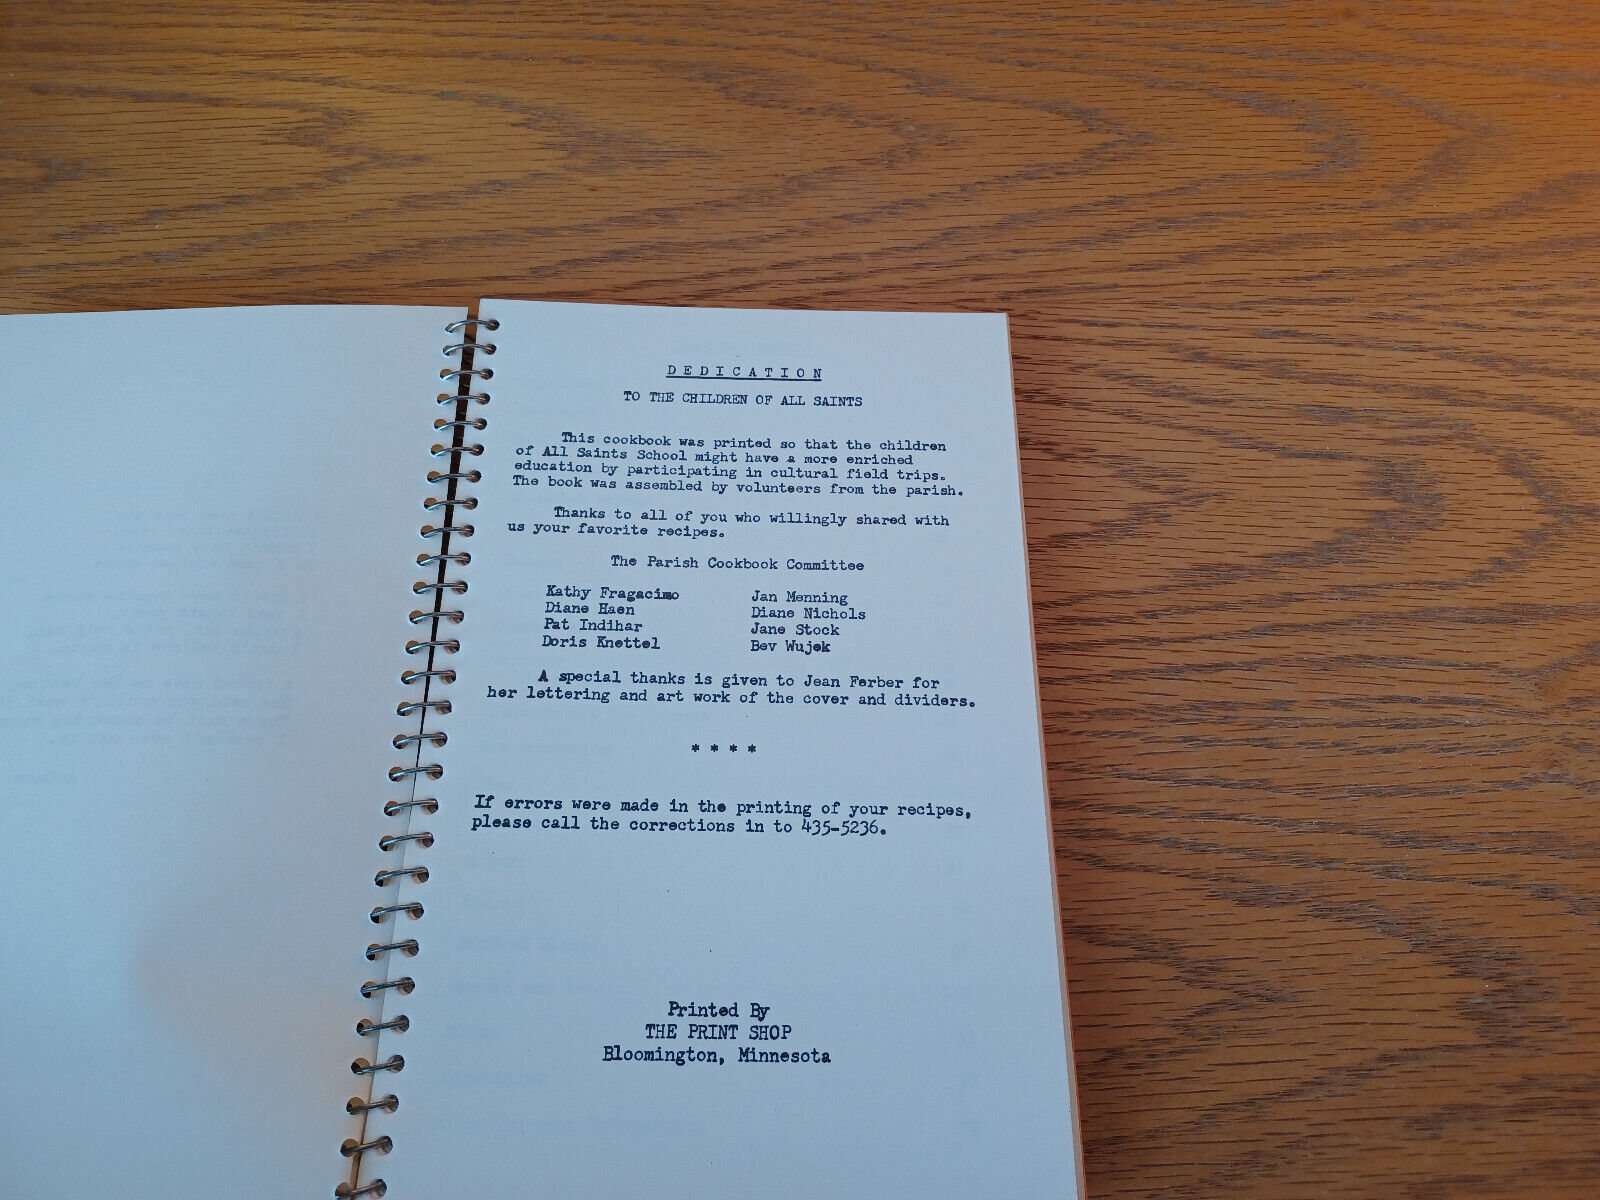 DEDICATION
TO THE CHILDREN OF ALL SAINTS
This cookbook was printed so that the children
of All Saints School might have a more enriched
education by participating in cultural field trips.
The book was assembled by volunteers from the parish.
Thanks to all of you who willingly shared with
us your favorite recipes.
The Parish Cookbook Committee
Kathy Fragacimo Jan Menning
Diane Haen Diane Nichols
Pat Indihar Jane Stock
Doris Knettel Bev Wujek
A special thanks is given to Jean Ferber for
her lettering and art work of the cover and dividers.
* * * *
If errors were made in the printing of your recipes,
please call the corrections in to 435-5236.
Printed By
THE PRINT SHOP
Bloomington, Minnesota